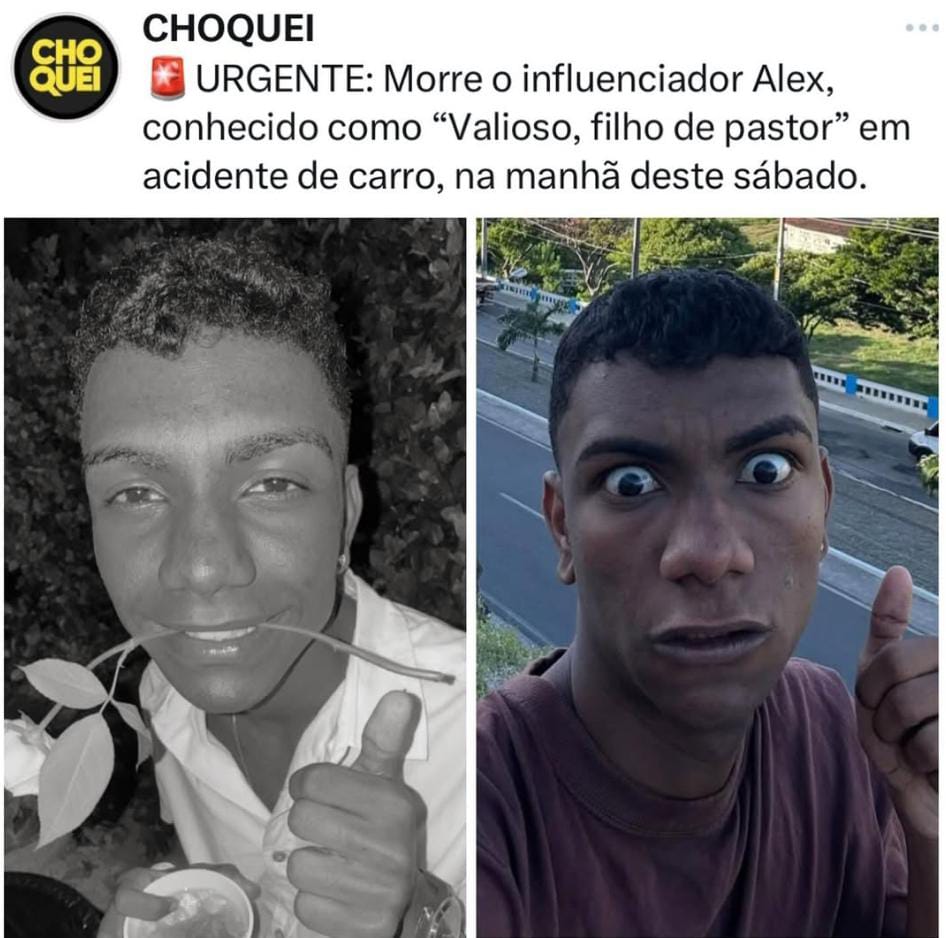 CHO
QUEI
CHOQUEI
🚨 URGENTE: Morre o influenciador Alex,
conhecido como “Valioso, filho de pastor” em
acidente de carro, na manhã deste sábado.